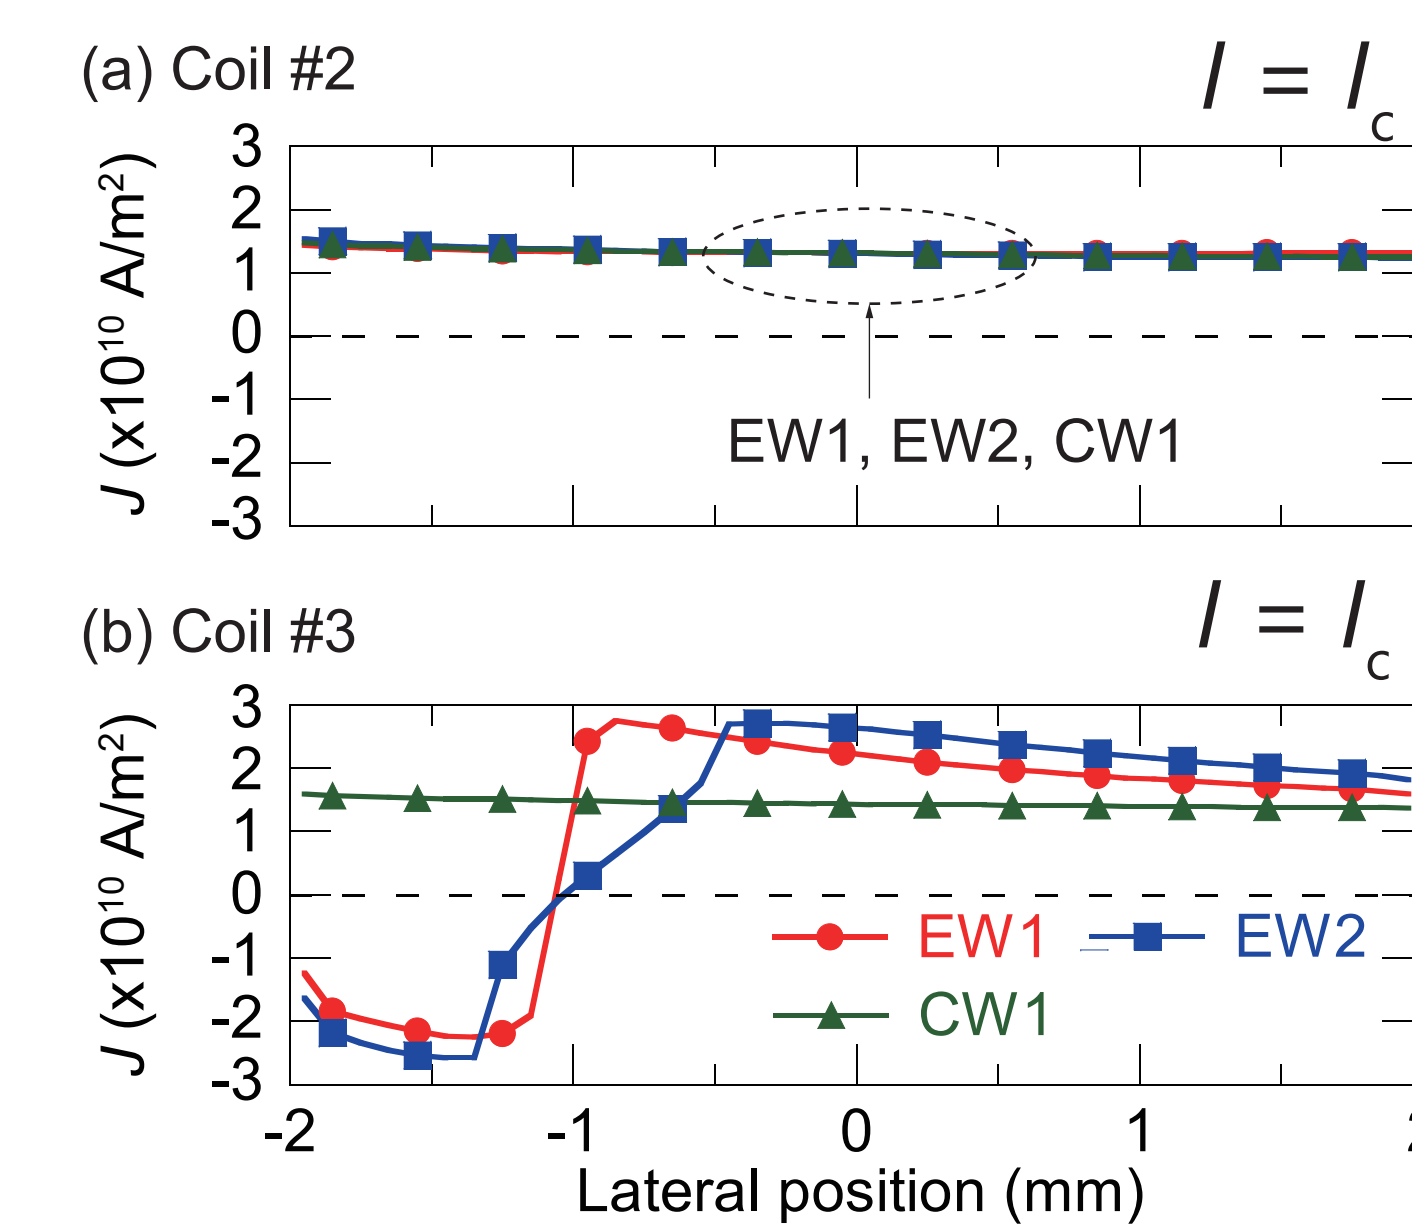 (a) Coil #2
I = Ic
3
2
1
0
-1
-2
-3
J (x10¹⁰ A/m²)
EW1, EW2, CW1
(b) Coil #3
I = Ic
3
2
1
0
-1
-2
-3
J (x10¹⁰ A/m²)
EW1 EW2
CW1
-2 -1 0 1
Lateral position (mm)